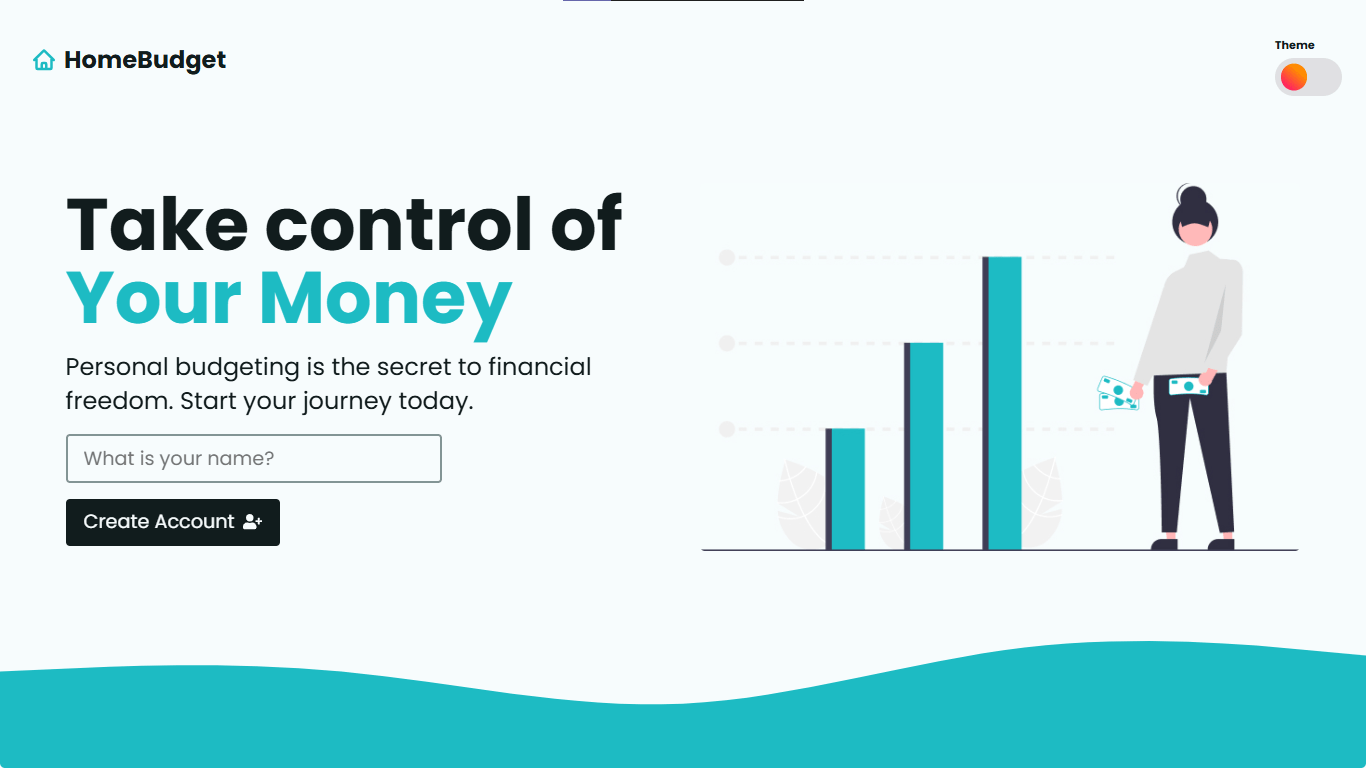 HomeBudget
Theme
Take control of
Your Money
Personal budgeting is the secret to financial
freedom. Start your journey today.
What is your name?
Create Account